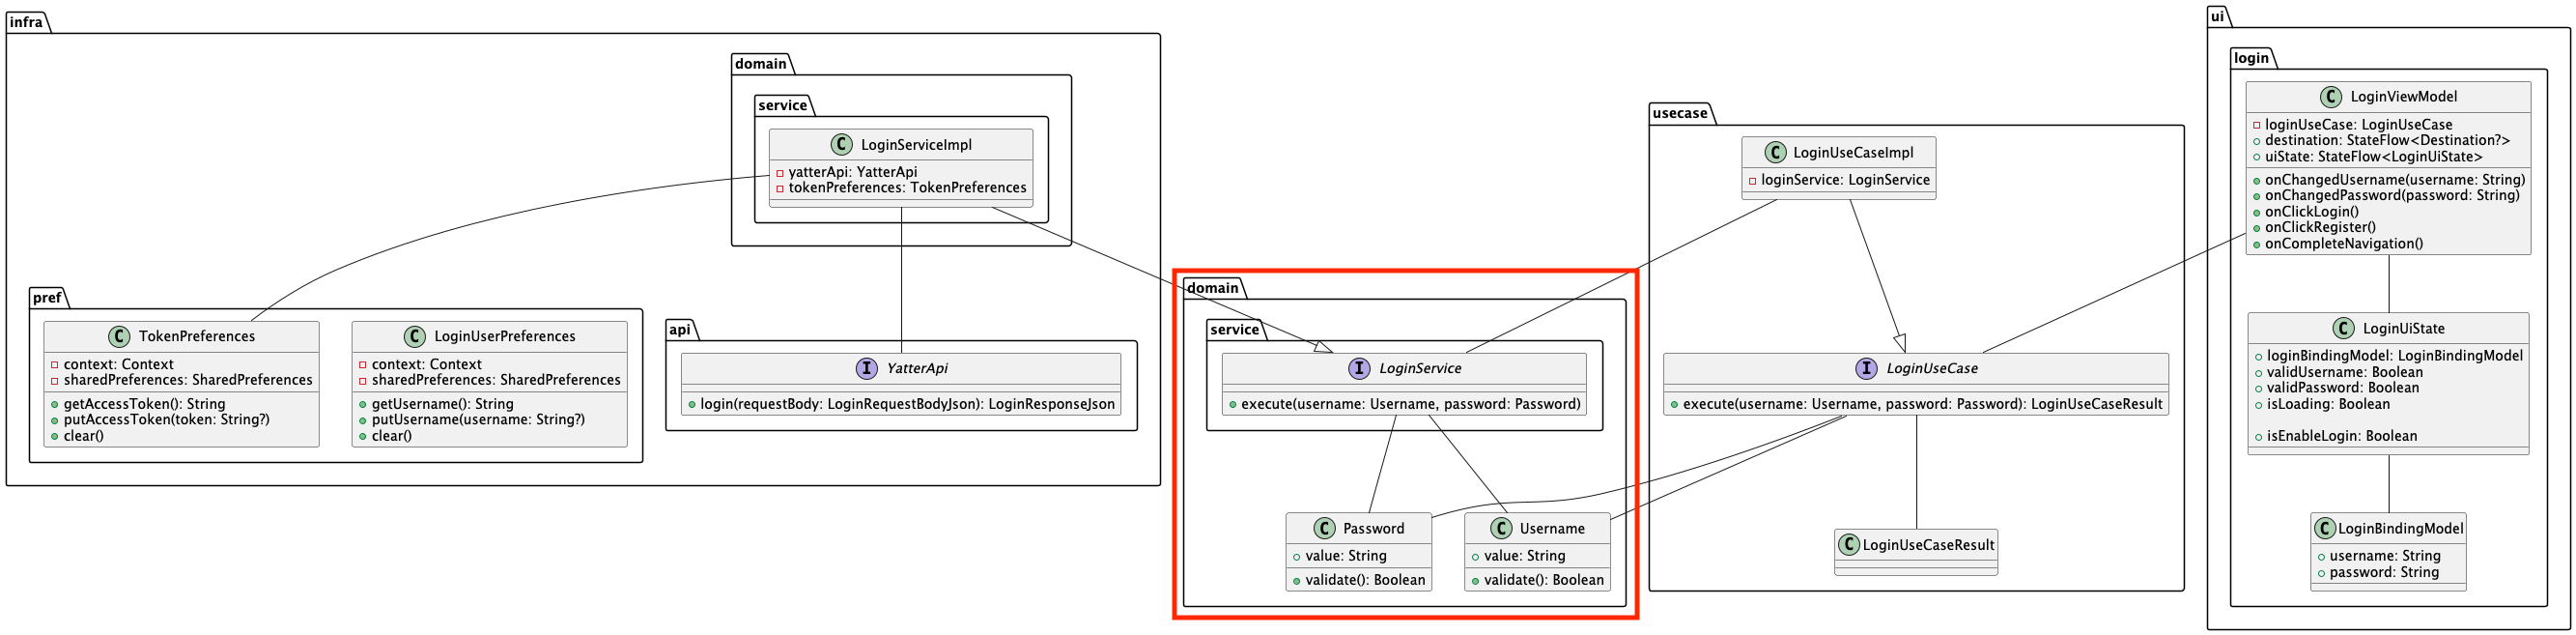 infra
domain
service
C LoginServiceImpl
yatterApi: YatterApi
tokenPreferences: TokenPreferences
pref
C TokenPreferences
context: Context
sharedPreferences: SharedPreferences
getAccessToken(): String
putAccessToken(token: String?)
clear()
C LoginUserPreferences
context: Context
sharedPreferences: SharedPreferences
getUsername(): String
putUsername(username: String?)
clear()
api
I YatterApi
login(requestBody: LoginRequestBodyJson): LoginResponseJson
domain
service
I LoginService
execute(username: Username, password: Password)
C Password
value: String
validate(): Boolean
C Username
value: String
validate(): Boolean
usecase
C LoginUseCaseImpl
loginService: LoginService
I LoginUseCase
execute(username: Username, password: Password): LoginUseCaseResult
C LoginUseCaseResult
ui
login
C LoginViewModel
loginUseCase: LoginUseCase
destination: StateFlow<Destination?>
uiState: StateFlow<LoginUiState>
onChangedUsername(username: String)
onChangedPassword(password: String)
onClickLogin()
onClickRegister()
onCompleteNavigation()
C LoginUiState
loginBindingModel: LoginBindingModel
validUsername: Boolean
validPassword: Boolean
isLoading: Boolean
isEnableLogin: Boolean
C LoginBindingModel
username: String
password: String